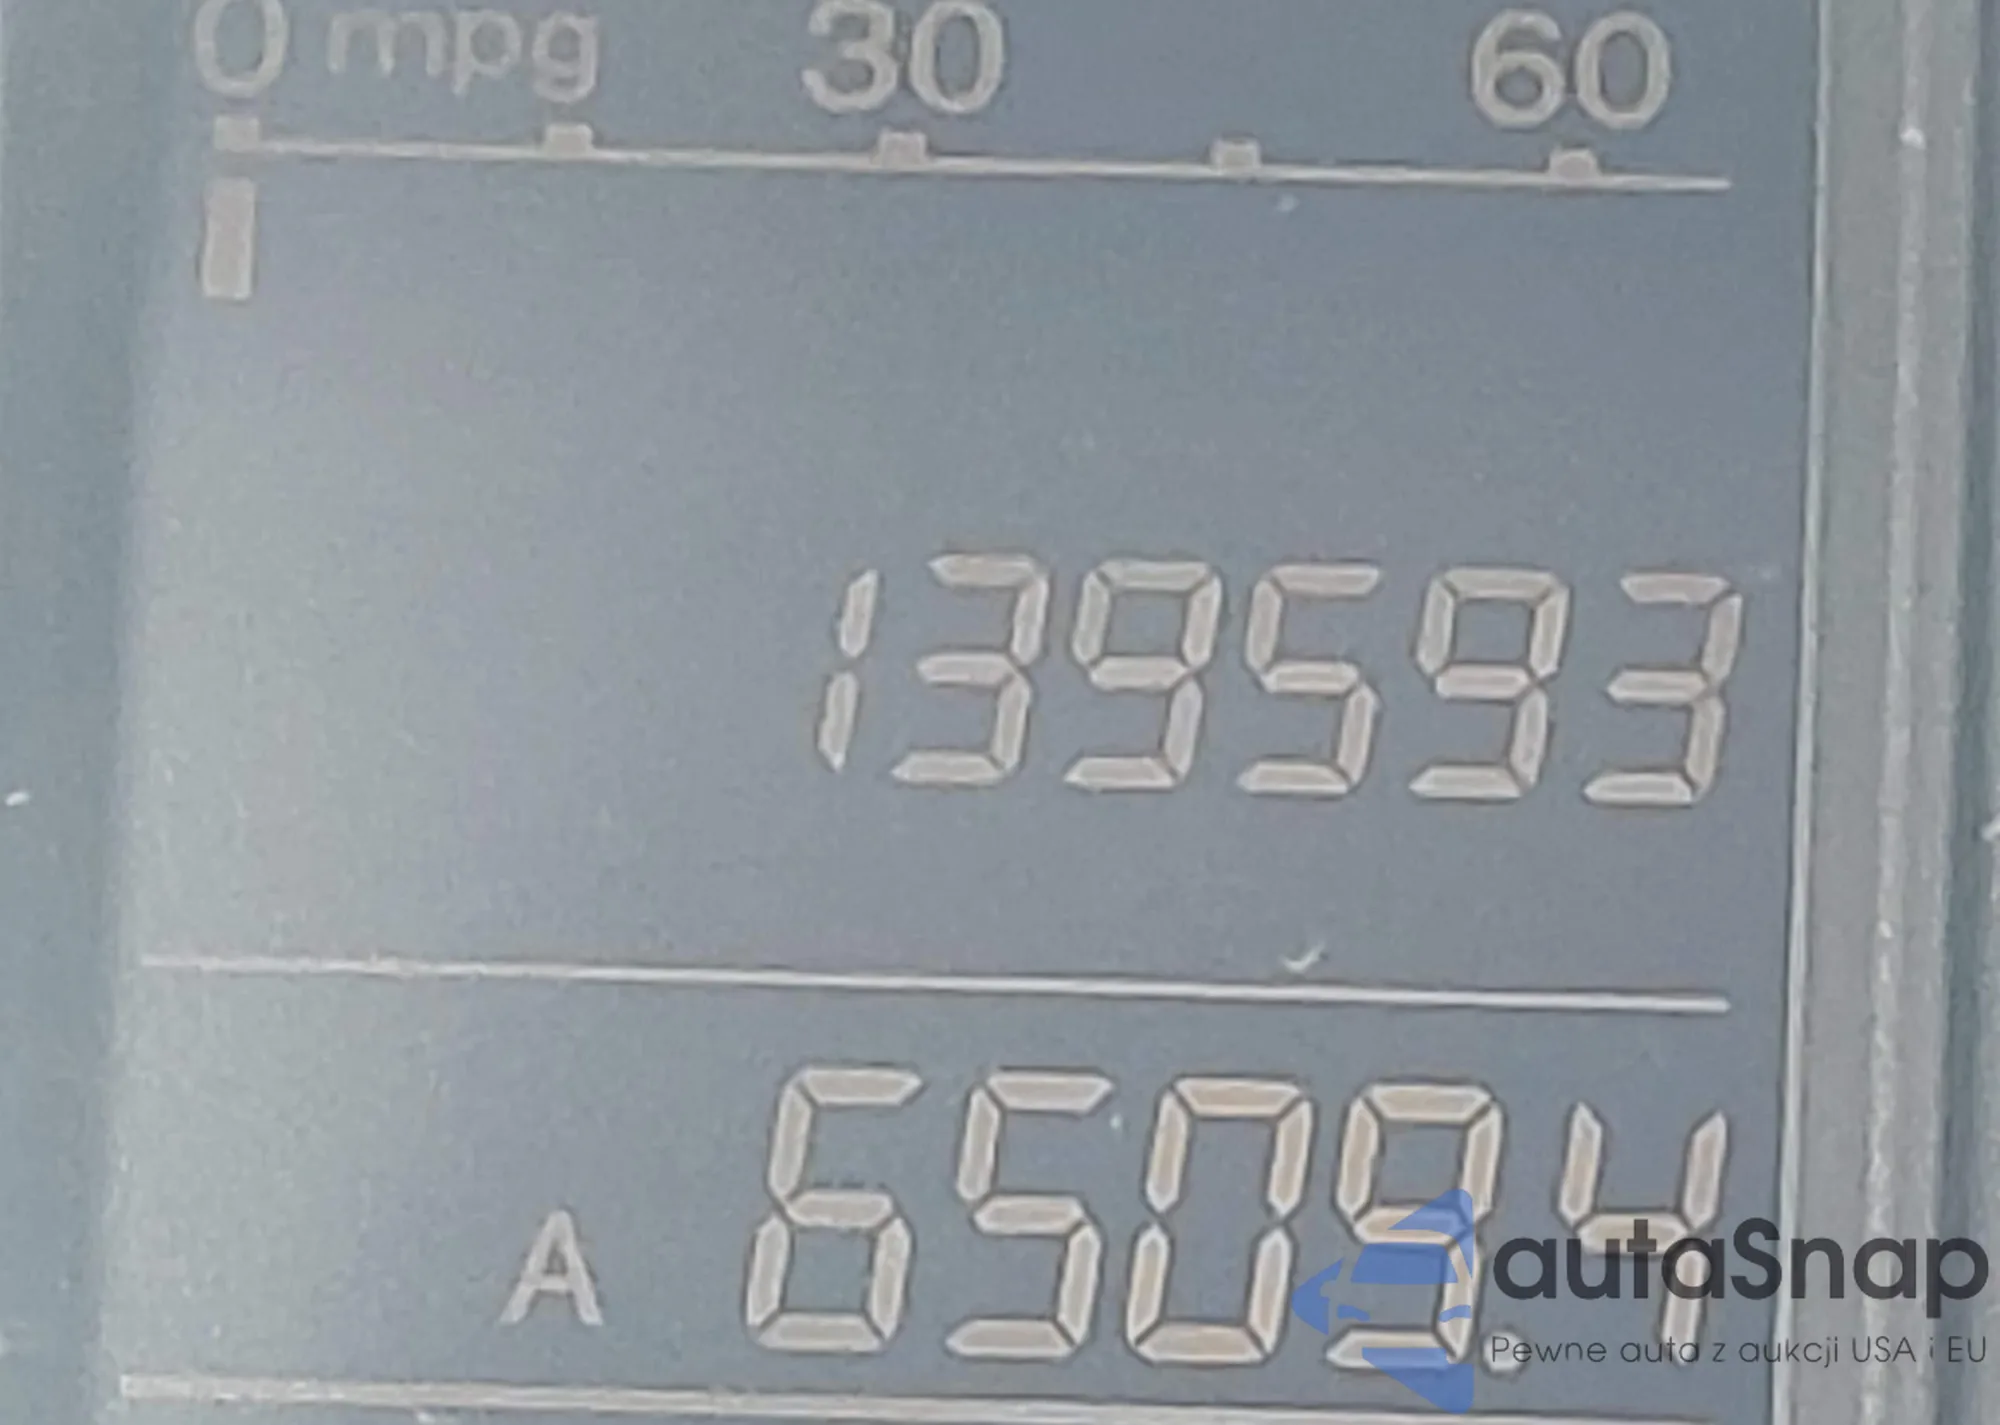 0 mpg 30 60
139593
A 6509.4
autaSnap
Pewne auta z aukcji USA i EU